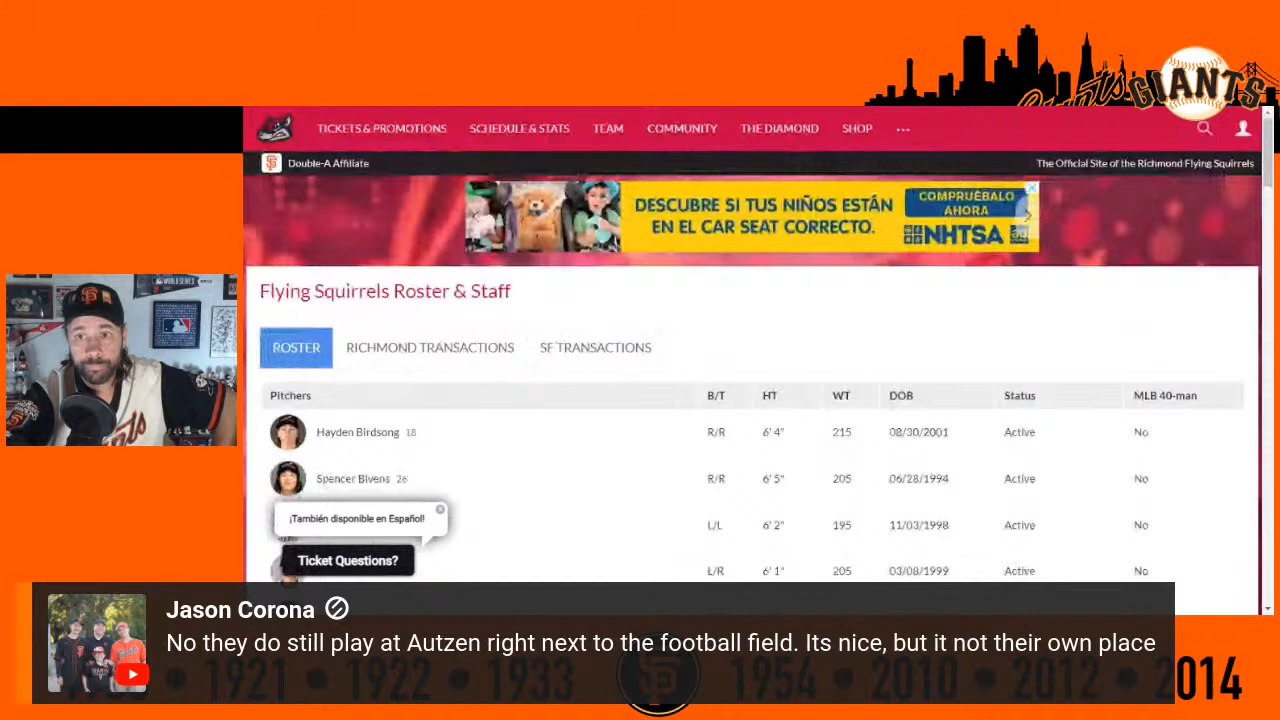 Giants
GIANTS
TICKETS & PROMOTIONS
SCHEDULE & STATS
TEAM
COMMUNITY
THE DIAMOND
SHOP
...
SF Double-A Affiliate
The Official Site of the Richmond Flying Squirrels
DESCUBRE SI TUS NIÑOS ESTÁN
EN EL CAR SEAT CORRECTO.
COMPRUÉBALO
AHORA
NHTSA
ad
Flying Squirrels Roster & Staff
ROSTER
RICHMOND TRANSACTIONS
SF TRANSACTIONS
Pitchers B/T HT WT DOB Status MLB 40-man
Hayden Birdsong 18 R/R 6' 4" 215 08/30/2001 Active No
Spencer Bivens 26 R/R 6' 5" 205 06/28/1994 Active No
L/L 6' 2" 195 11/03/1998 Active No
L/R 6' 1" 205 03/08/1999 Active No
¡También disponible en Español!
Ticket Questions?
Jason Corona
No they do still play at Autzen right next to the football field. Its nice, but it not their own place
1921 • 1922 • 1933 SF 1954 • 2010 • 2012 • 2014